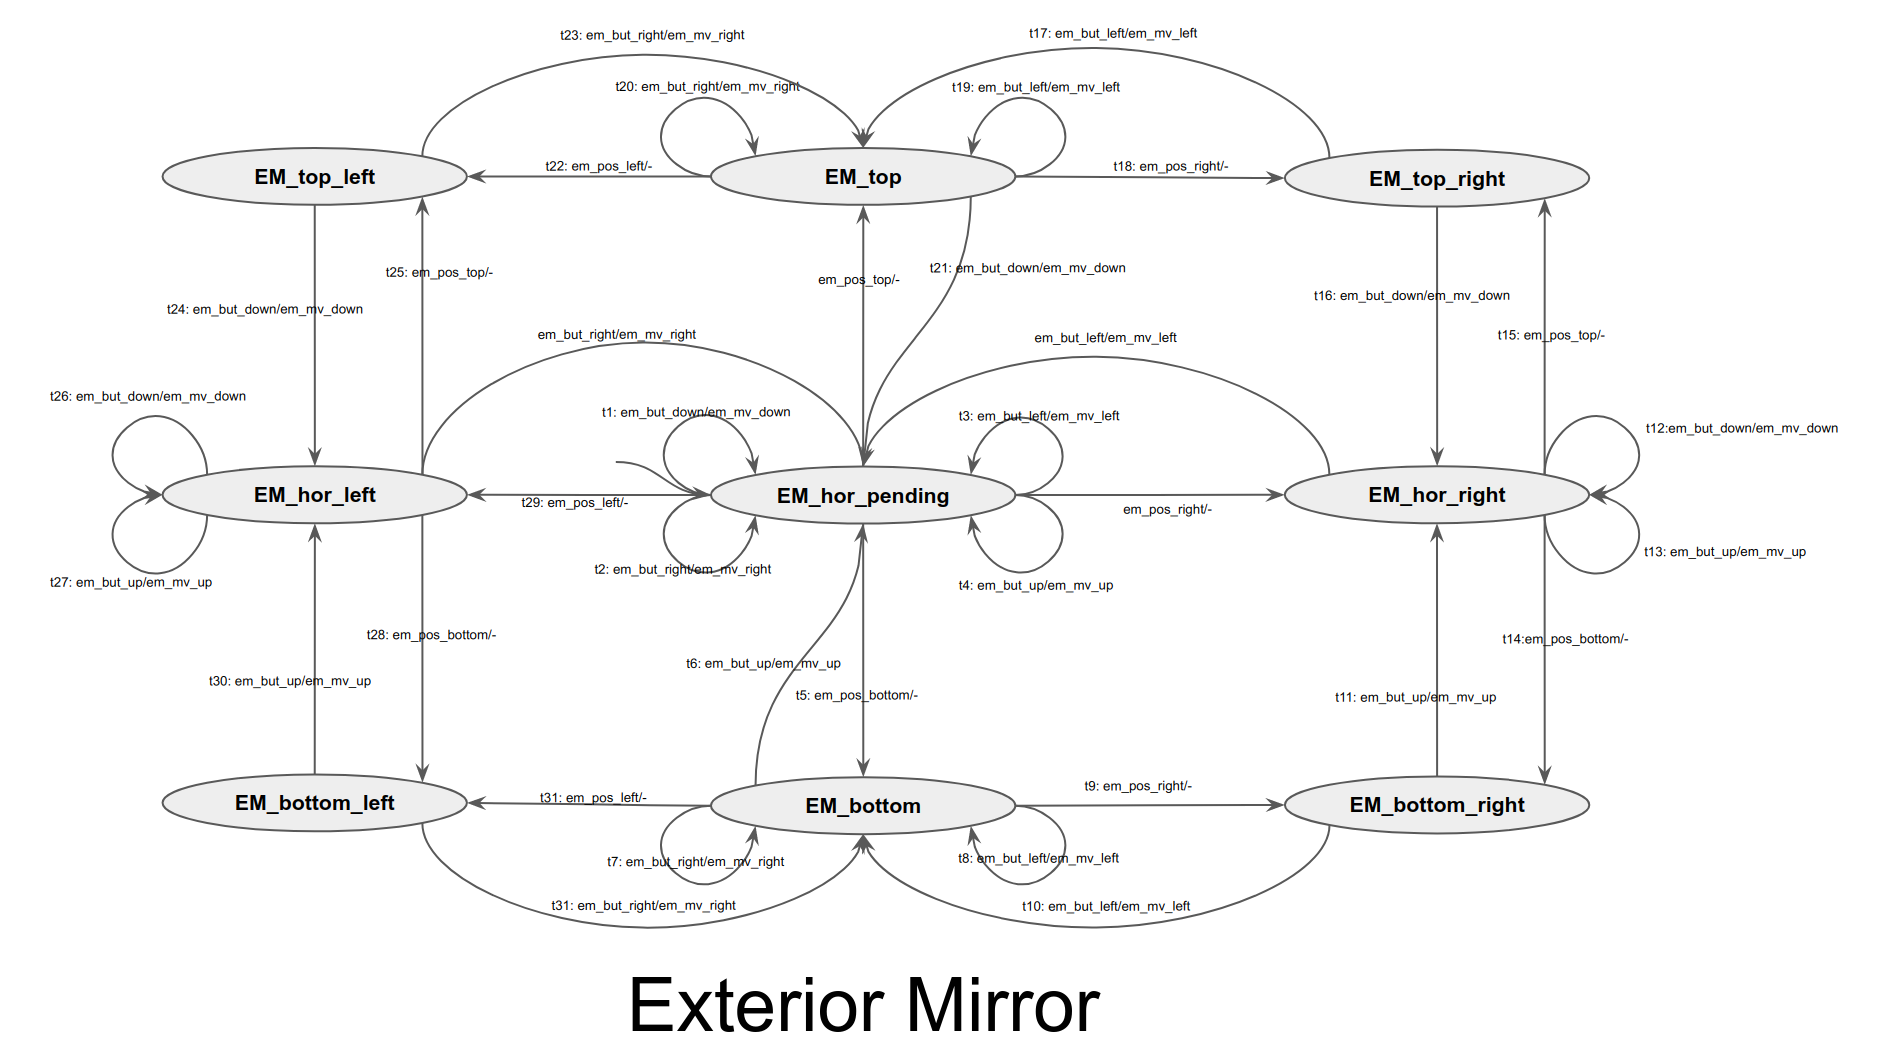 t23: em_but_right/em_mv_right
t17: em_but_left/em_mv_left
t20: em_but_right/em_mv_right
t19: em_but_left/em_mv_left
EM_top_left
t22: em_pos_left/-
EM_top
t18: em_pos_right/-
EM_top_right
t25: em_pos_top/-
em_pos_top/-
t21: em_but_down/em_mv_down
t24: em_but_down/em_mv_down
t16: em_but_down/em_mv_down
em_but_right/em_mv_right
em_but_left/em_mv_left
t15: em_pos_top/-
t26: em_but_down/em_mv_down
t1: em_but_down/em_mv_down
t3: em_but_left/em_mv_left
t12:em_but_down/em_mv_down
EM_hor_left
t29: em_pos_left/-
EM_hor_pending
em_pos_right/-
EM_hor_right
t27: em_but_up/em_mv_up
t2: em_but_right/em_mv_right
t4: em_but_up/em_mv_up
t13: em_but_up/em_mv_up
t28: em_pos_bottom/-
t14:em_pos_bottom/-
t6: em_but_up/em_mv_up
t30: em_but_up/em_mv_up
t5: em_pos_bottom/-
t11: em_but_up/em_mv_up
EM_bottom_left
t31: em_pos_left/-
EM_bottom
t9: em_pos_right/-
EM_bottom_right
t7: em_but_right/em_mv_right
t8: em_but_left/em_mv_left
t31: em_but_right/em_mv_right
t10: em_but_left/em_mv_left
Exterior Mirror